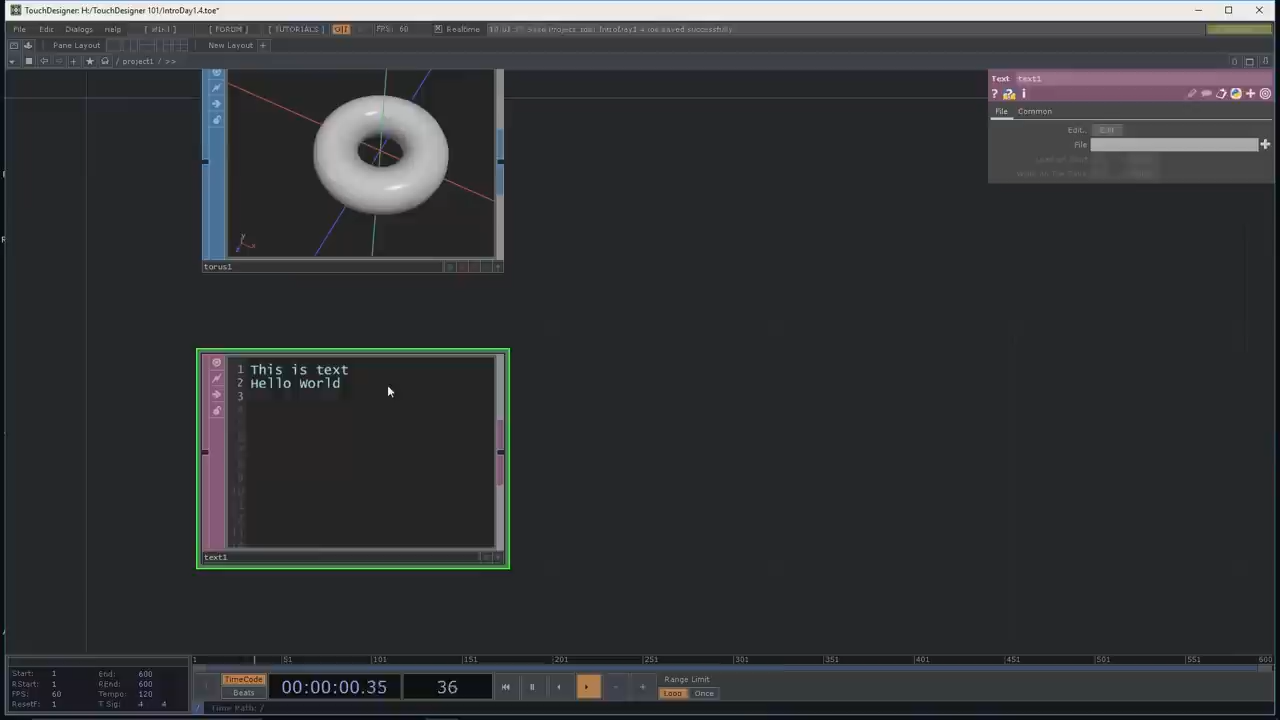 TouchDesigner: H:/TouchDesigner 101/IntroDay1.4.toe*
File Edit Dialogs Help [ Wiki ] [ FORUM ] [ TUTORIALS ] OII FPS: 60 Realtime
Pane Layout New Layout +
/ project1 / >>
Text text1
File Common
Edit.. Edit
File
y
x
z
torus1
1 This is text
2 Hello World
3
text1
1 51 101 151 201 251 301 351 401 451 501 551 600
Start: 1 End: 600
RStart: 1 REnd: 600
FPS: 60 Tempo: 120
ResetF: 1 T Sig: 4 4
TimeCode
Beats
00:00:00.35
36
Range Limit
Loop Once
/ Time Path: /